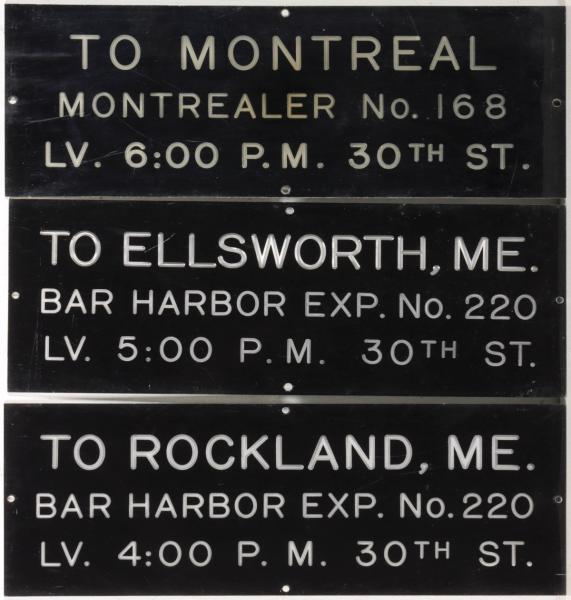 TO MONTREAL
MONTREALER No. 168
LV. 6:00 P.M. 30TH ST.
TO ELLSWORTH, ME.
BAR HARBOR EXP. No. 220
LV. 5:00 P.M. 30TH ST.
TO ROCKLAND, ME.
BAR HARBOR EXP. No. 220
LV. 4:00 P.M. 30TH ST.